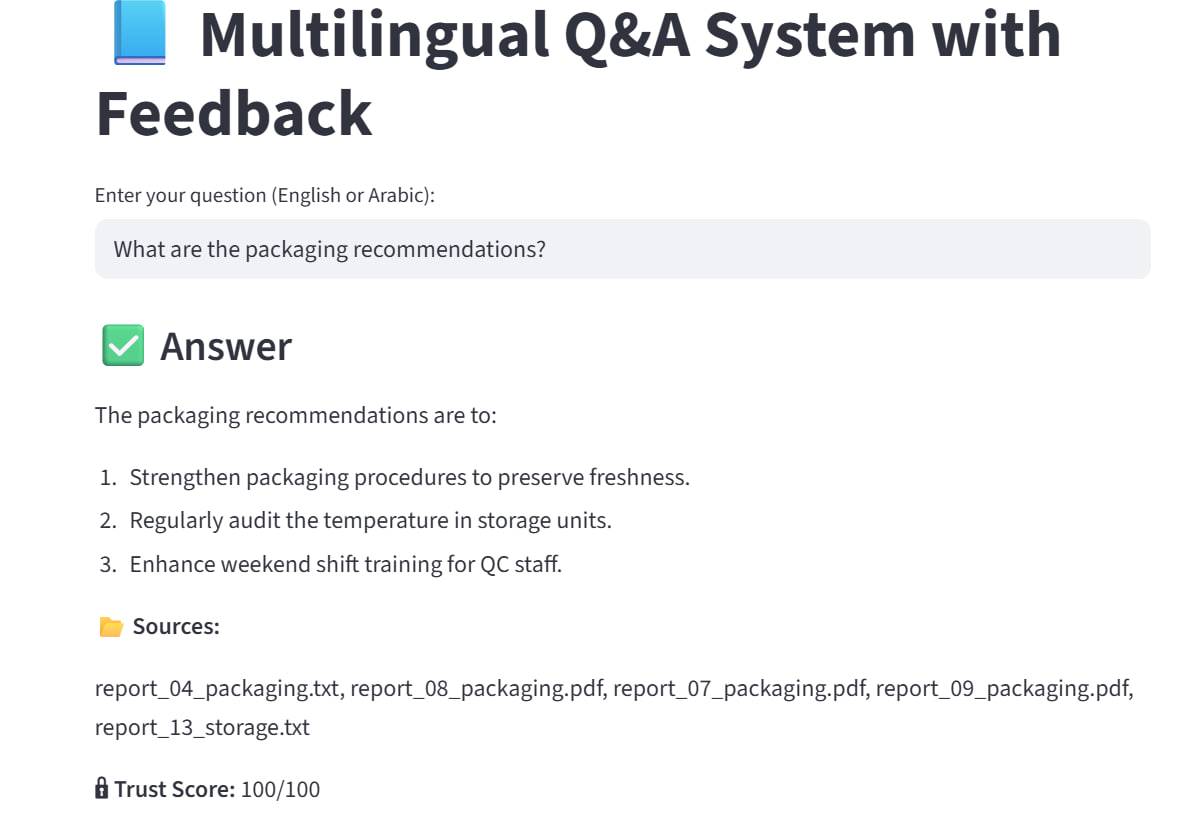 Multilingual Q&A System with
Feedback
Enter your question (English or Arabic):
What are the packaging recommendations?
Answer
The packaging recommendations are to:
1. Strengthen packaging procedures to preserve freshness.
2. Regularly audit the temperature in storage units.
3. Enhance weekend shift training for QC staff.
Sources:
report_04_packaging.txt, report_08_packaging.pdf, report_07_packaging.pdf, report_09_packaging.pdf,
report_13_storage.txt
Trust Score: 100/100